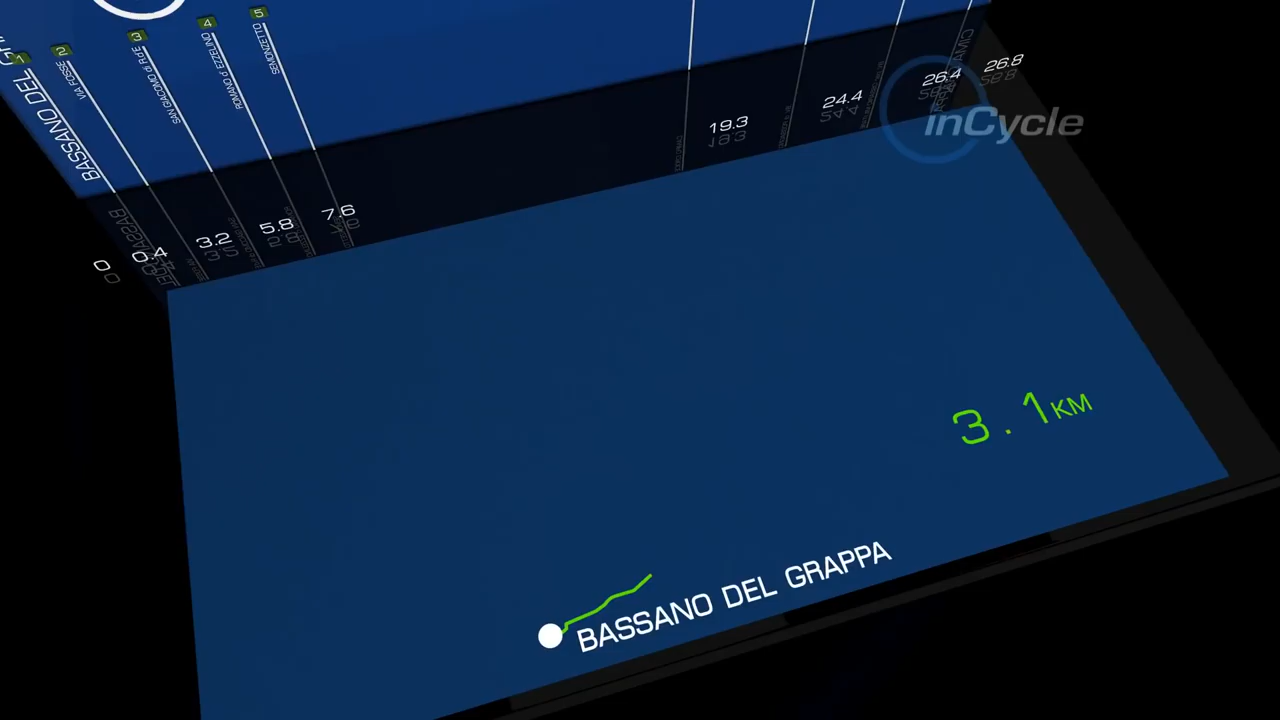 1
2
3
4
5
BASSANO DEL
VIA FOSSE
SAN GIACOMO di R.d'E.
ROMANO d' EZZELINO
SEMONZETTO
CIMA
0
0.4
3.2
5.8
7.6
19.3
24.4
26.4
26.8
inCycle
3.1KM
BASSANO DEL GRAPPA